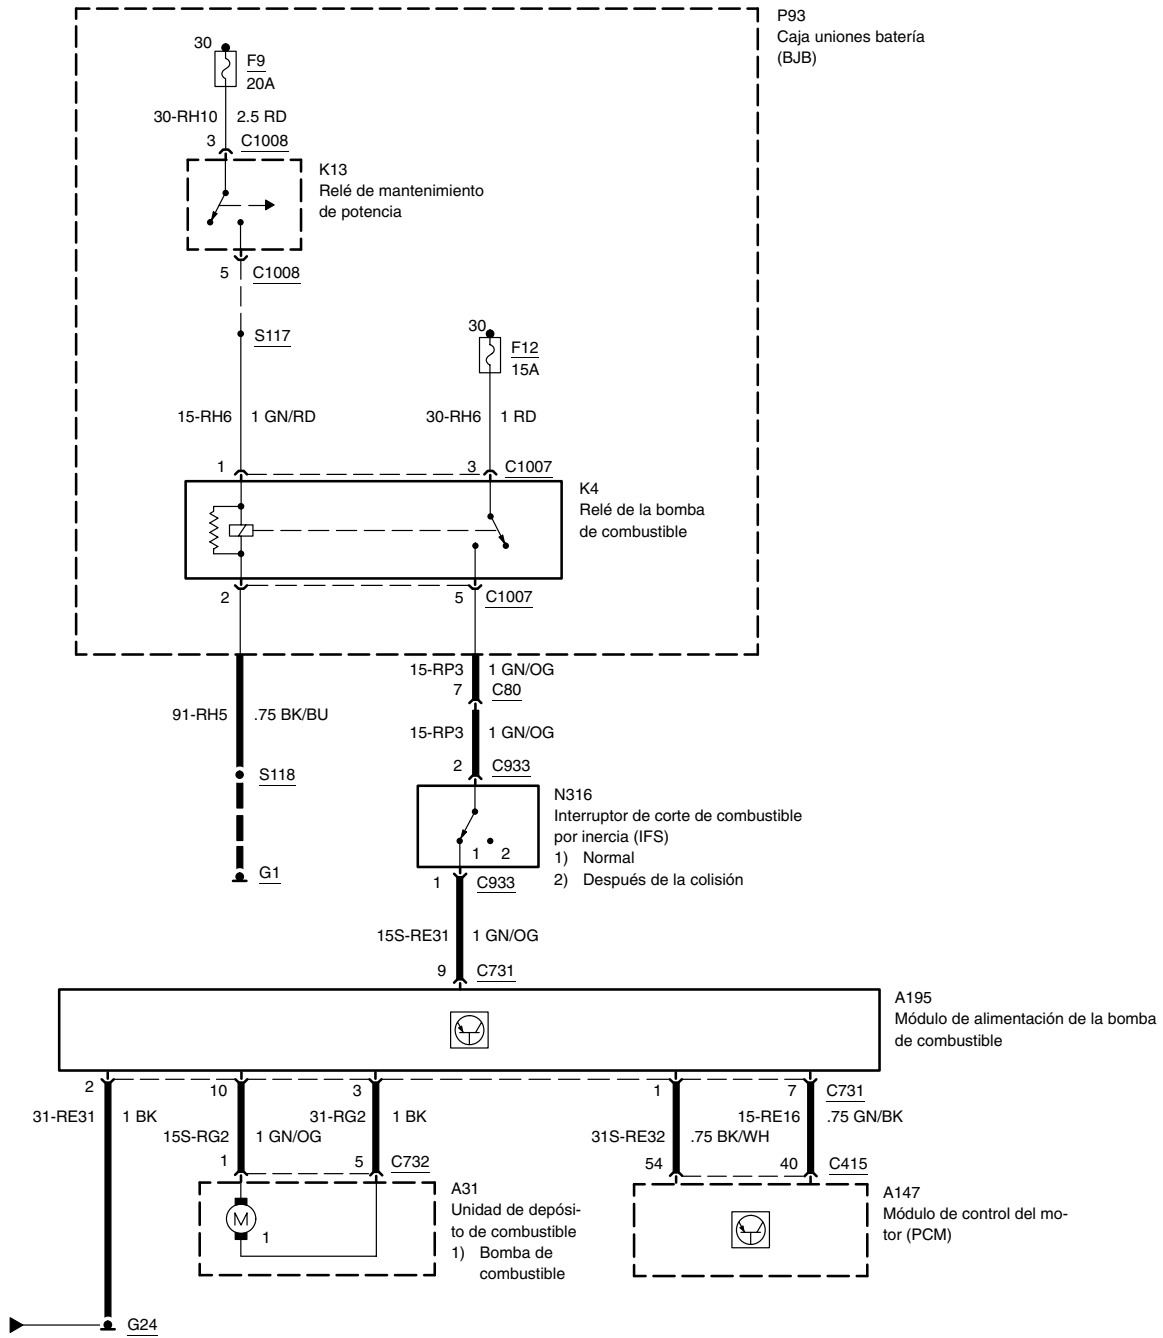 P93
Caja uniones batería
(BJB)
30
F9
20A
30-RH10 2.5 RD
3 C1008
K13
Relé de mantenimiento
de potencia
5 C1008
S117
30
F12
15A
15-RH6 1 GN/RD
30-RH6 1 RD
1 3 C1007
K4
Relé de la bomba
de combustible
2 5 C1007
15-RP3 1 GN/OG
7 C80
91-RH5 .75 BK/BU
15-RP3 1 GN/OG
2 C933
S118
N316
Interruptor de corte de combustible
por inercia (IFS)
1) Normal
2) Después de la colisión
1 2
G1
1 C933
15S-RE31 1 GN/OG
9 C731
A195
Módulo de alimentación de la bomba
de combustible
2 10 3 1 7 C731
31-RE31 1 BK
31-RG2 1 BK
15-RE16 .75 GN/BK
15S-RG2 1 GN/OG
31S-RE32 .75 BK/WH
1 5 C732
54 40 C415
A31
Unidad de depósi-
to de combustible
1) Bomba de
combustible
M
1
A147
Módulo de control del mo-
tor (PCM)
G24